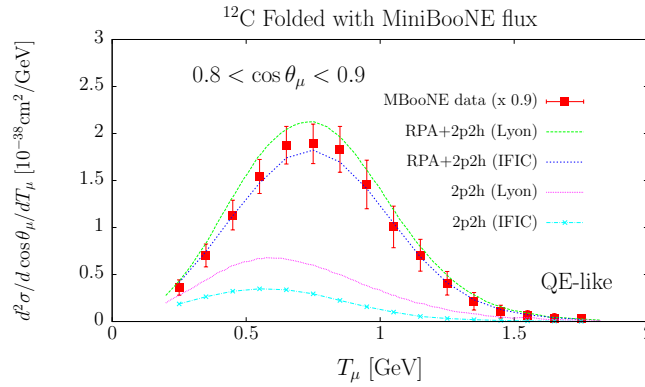 ¹²C Folded with MiniBooNE flux
0.8 < cos θ_μ < 0.9
d²σ/d cos θ_μ/dT_μ [10⁻³⁸cm²/GeV]
3
2.5
2
1.5
1
0.5
0
MBooNE data (x 0.9)
RPA+2p2h (Lyon)
RPA+2p2h (IFIC)
2p2h (Lyon)
2p2h (IFIC)
QE-like
0 0.5 1 1.5 2
T_μ [GeV]